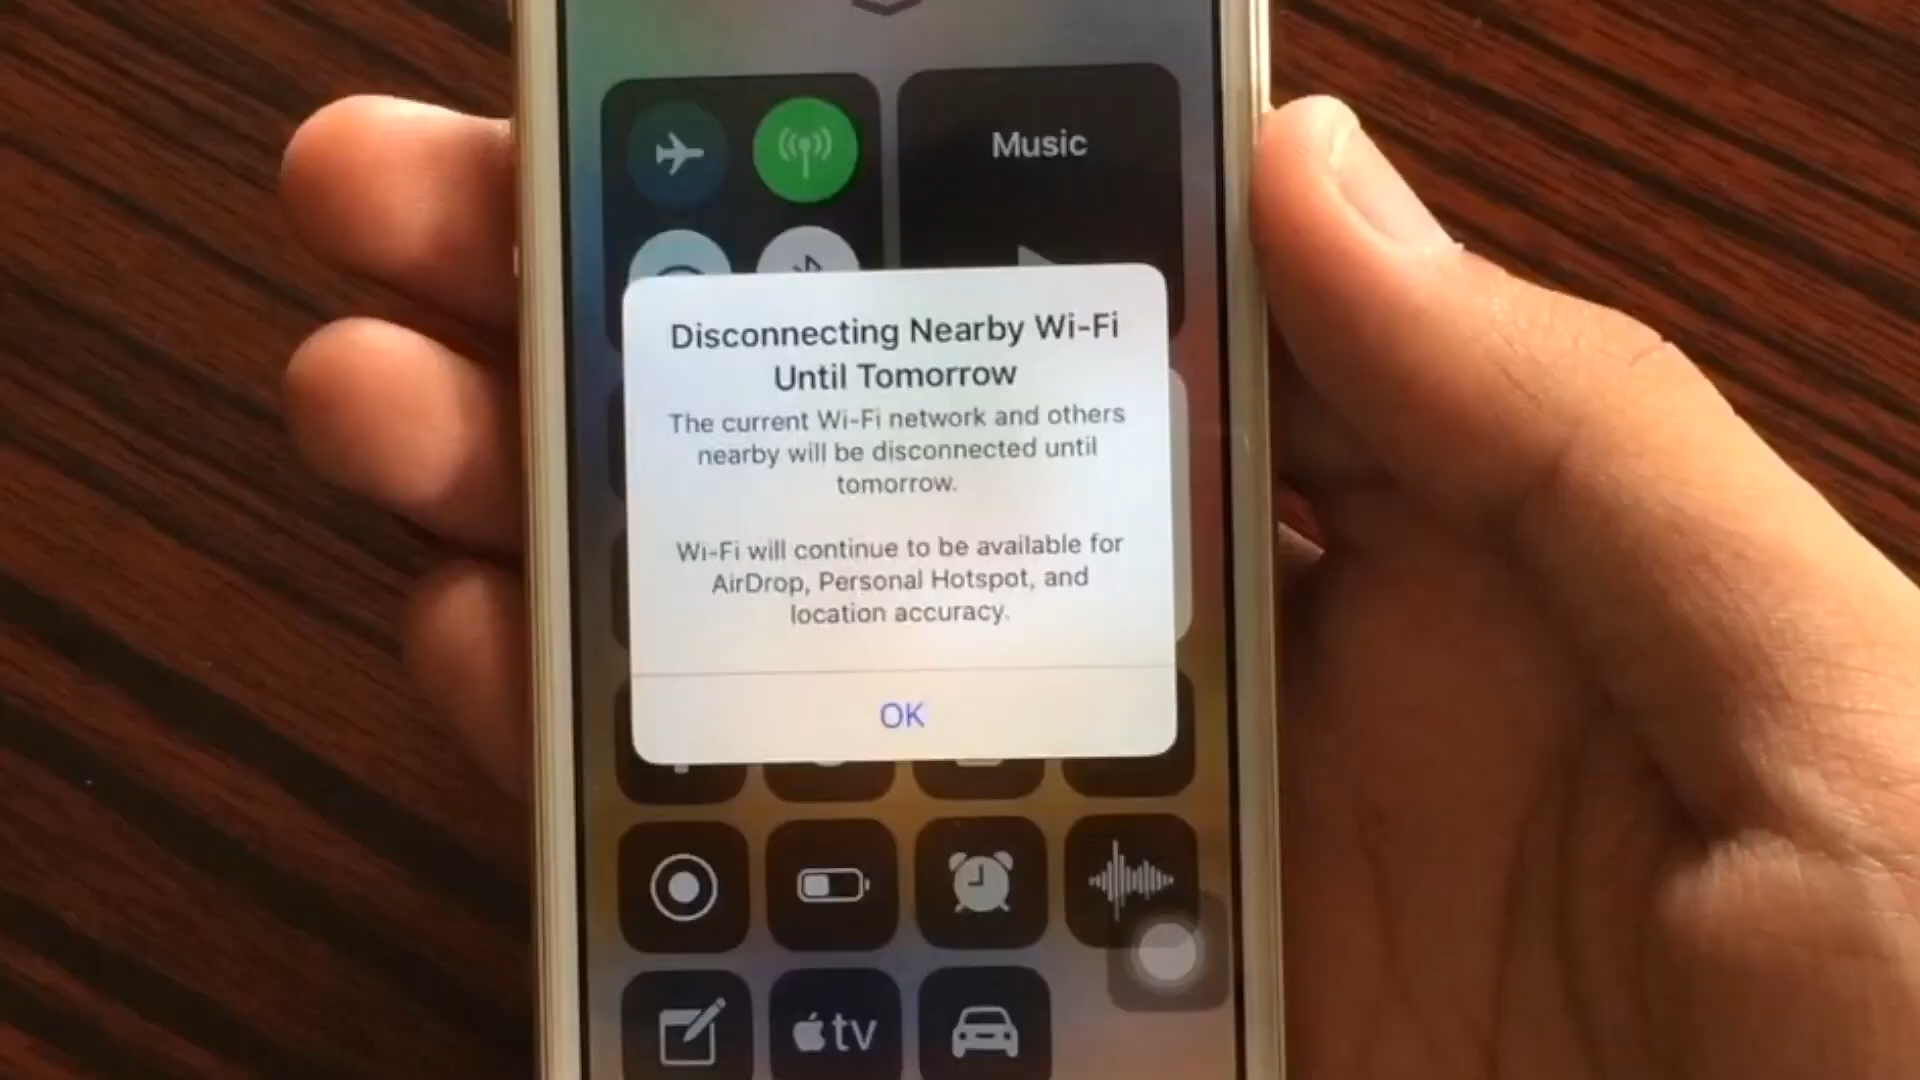 Music
Disconnecting Nearby Wi-Fi
Until Tomorrow
The current Wi-Fi network and others
nearby will be disconnected until
tomorrow.
Wi-Fi will continue to be available for
AirDrop, Personal Hotspot, and
location accuracy.
OK
tv